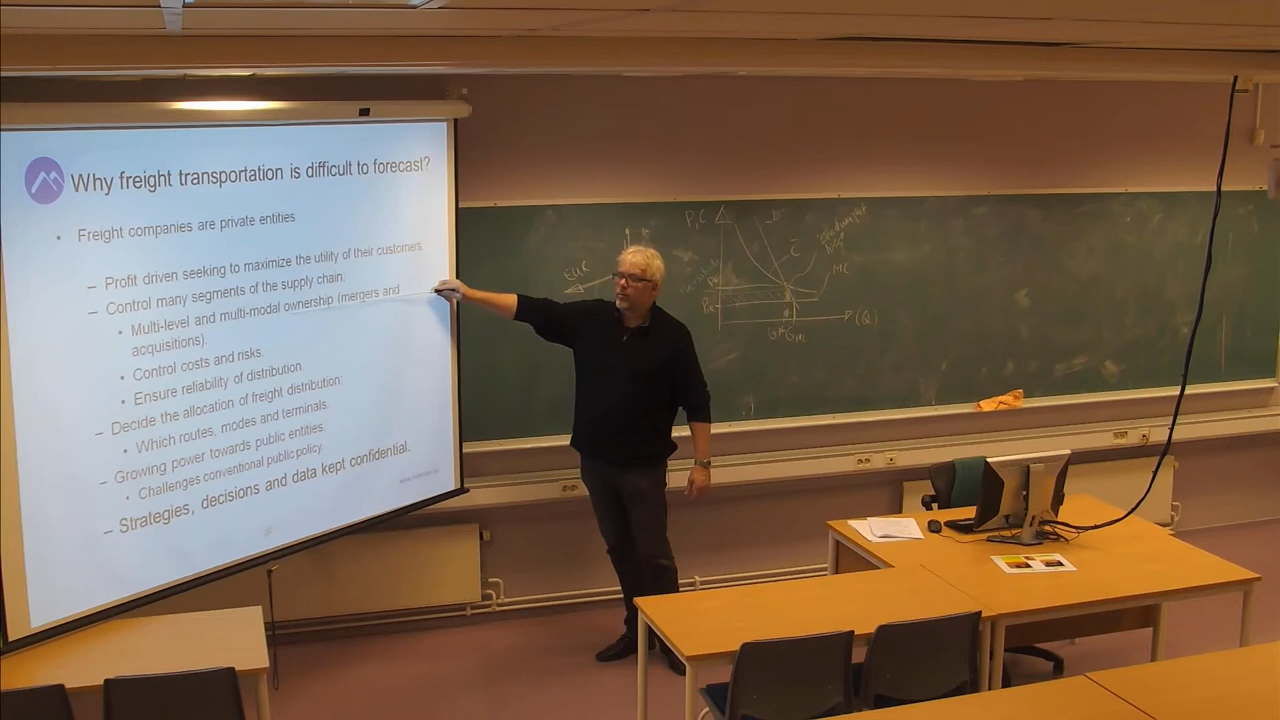 Why freight transportation is difficult to forecast?
• Freight companies are private entities
– Profit driven seeking to maximize the utility of their customers.
– Control many segments of the supply chain:
• Multi-level and multi-modal ownership (mergers and
acquisitions).
• Control costs and risks.
• Ensure reliability of distribution.
– Decide the allocation of freight distribution:
• Which routes, modes and terminals.
– Growing power towards public entities.
• Challenges conventional public policy.
– Strategies, decisions and data kept confidential.
P,C
D
C
MC
EUR
(Q)